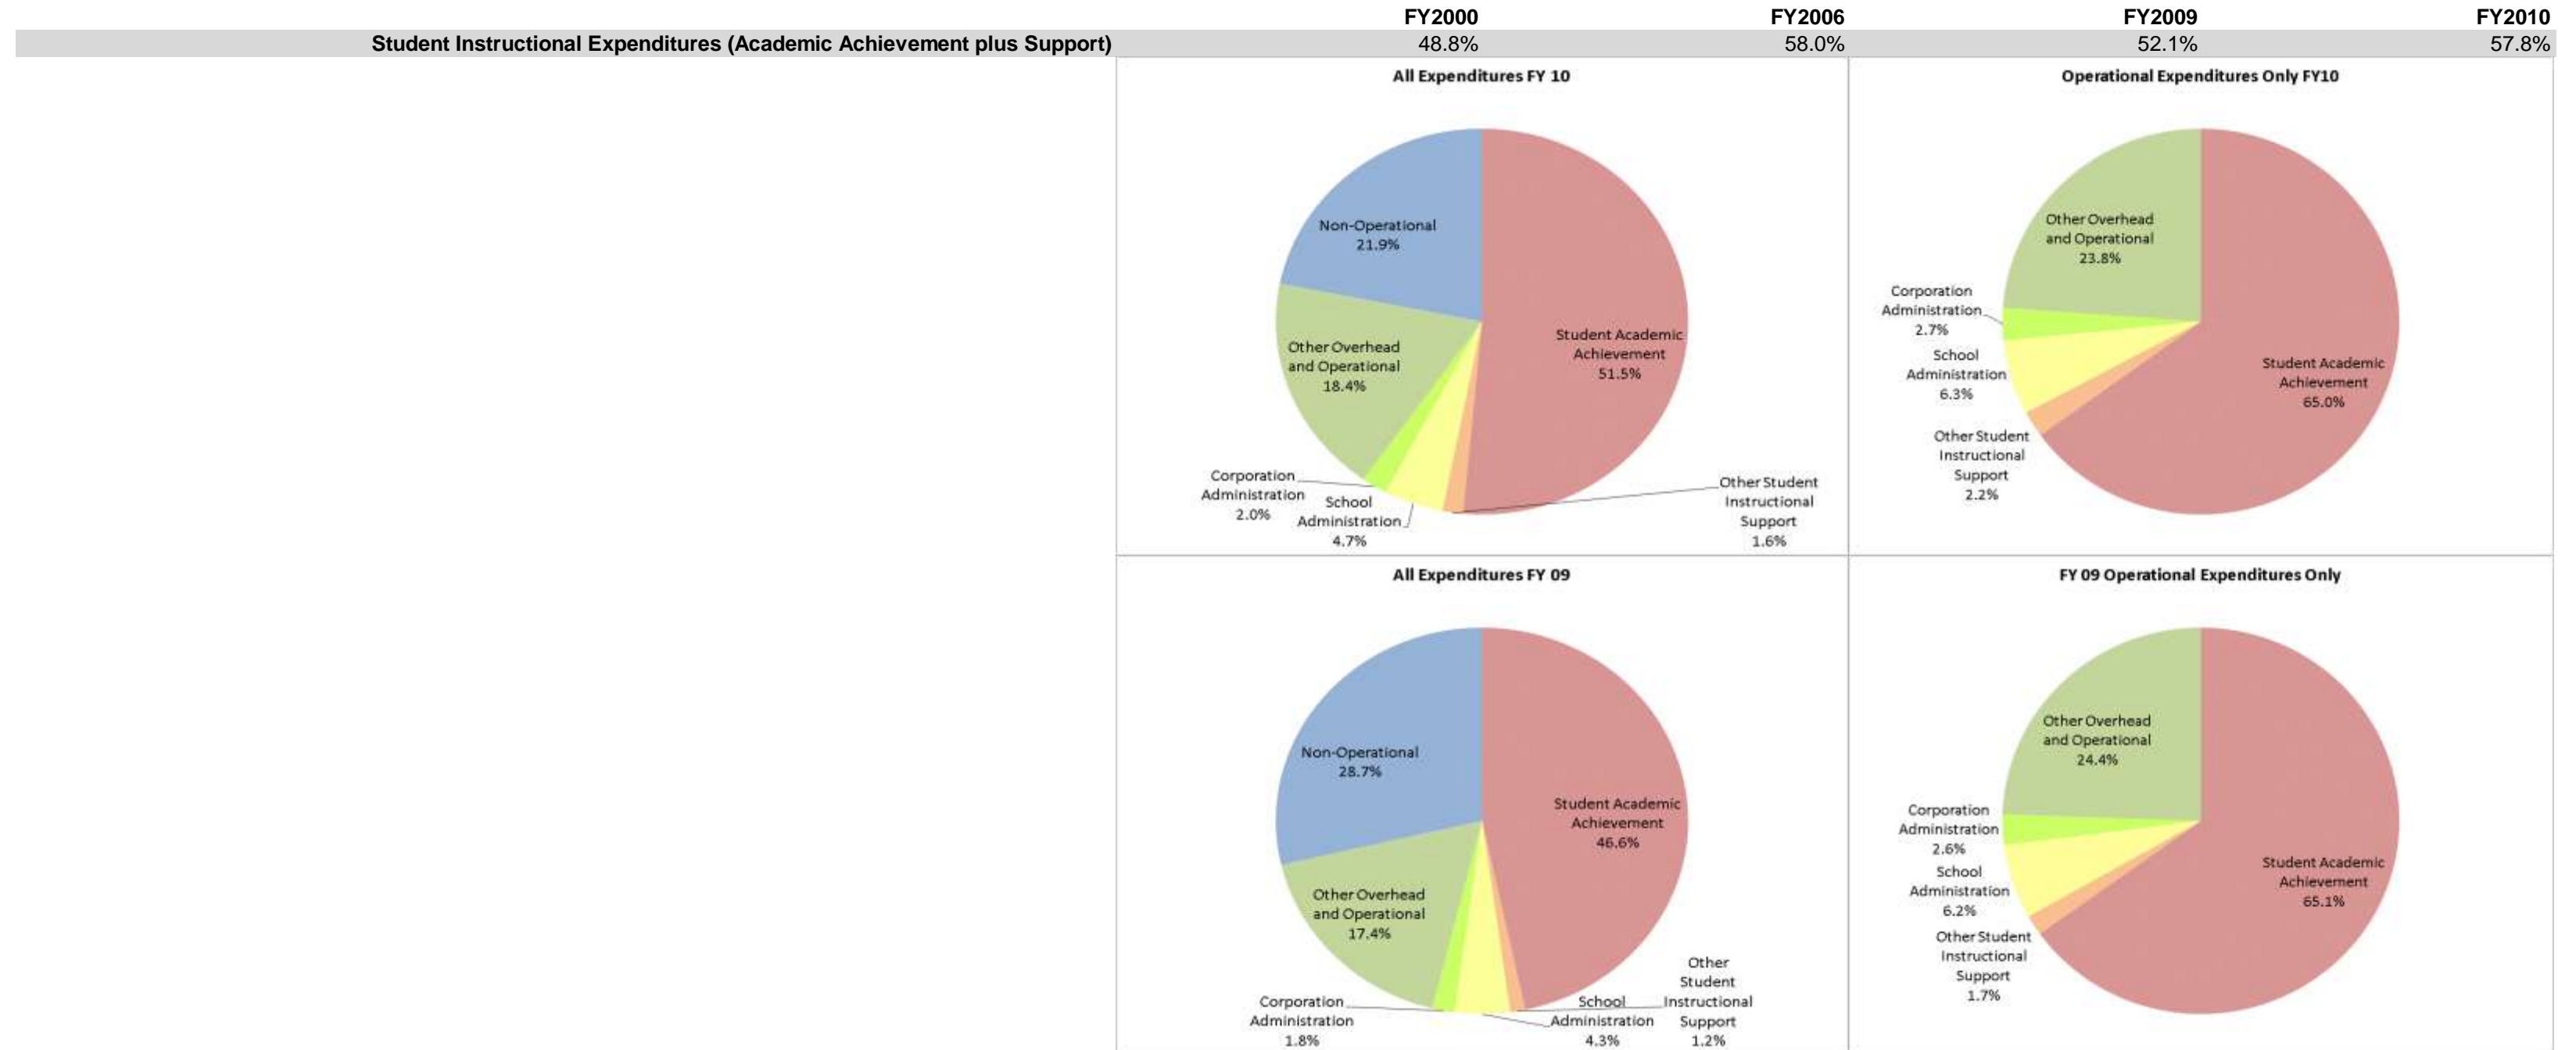 FY2000 FY2006 FY2009 FY2010
Student Instructional Expenditures (Academic Achievement plus Support) 48.8% 58.0% 52.1% 57.8%
All Expenditures FY 10
Non-Operational
21.9%
Student Academic
Achievement
51.5%
Other Overhead
and Operational
18.4%
Corporation
Administration
2.0%
School
Administration
4.7%
Other Student
Instructional
Support
1.6%
Operational Expenditures Only FY10
Other Overhead
and Operational
23.8%
Corporation
Administration
2.7%
School
Administration
6.3%
Student Academic
Achievement
65.0%
Other Student
Instructional
Support
2.2%
All Expenditures FY 09
Non-Operational
28.7%
Student Academic
Achievement
46.6%
Other Overhead
and Operational
17.4%
Corporation
Administration
1.8%
School
Administration
4.3%
Other
Student
Instructional
Support
1.2%
FY 09 Operational Expenditures Only
Other Overhead
and Operational
24.4%
Corporation
Administration
2.6%
School
Administration
6.2%
Student Academic
Achievement
65.1%
Other Student
Instructional
Support
1.7%